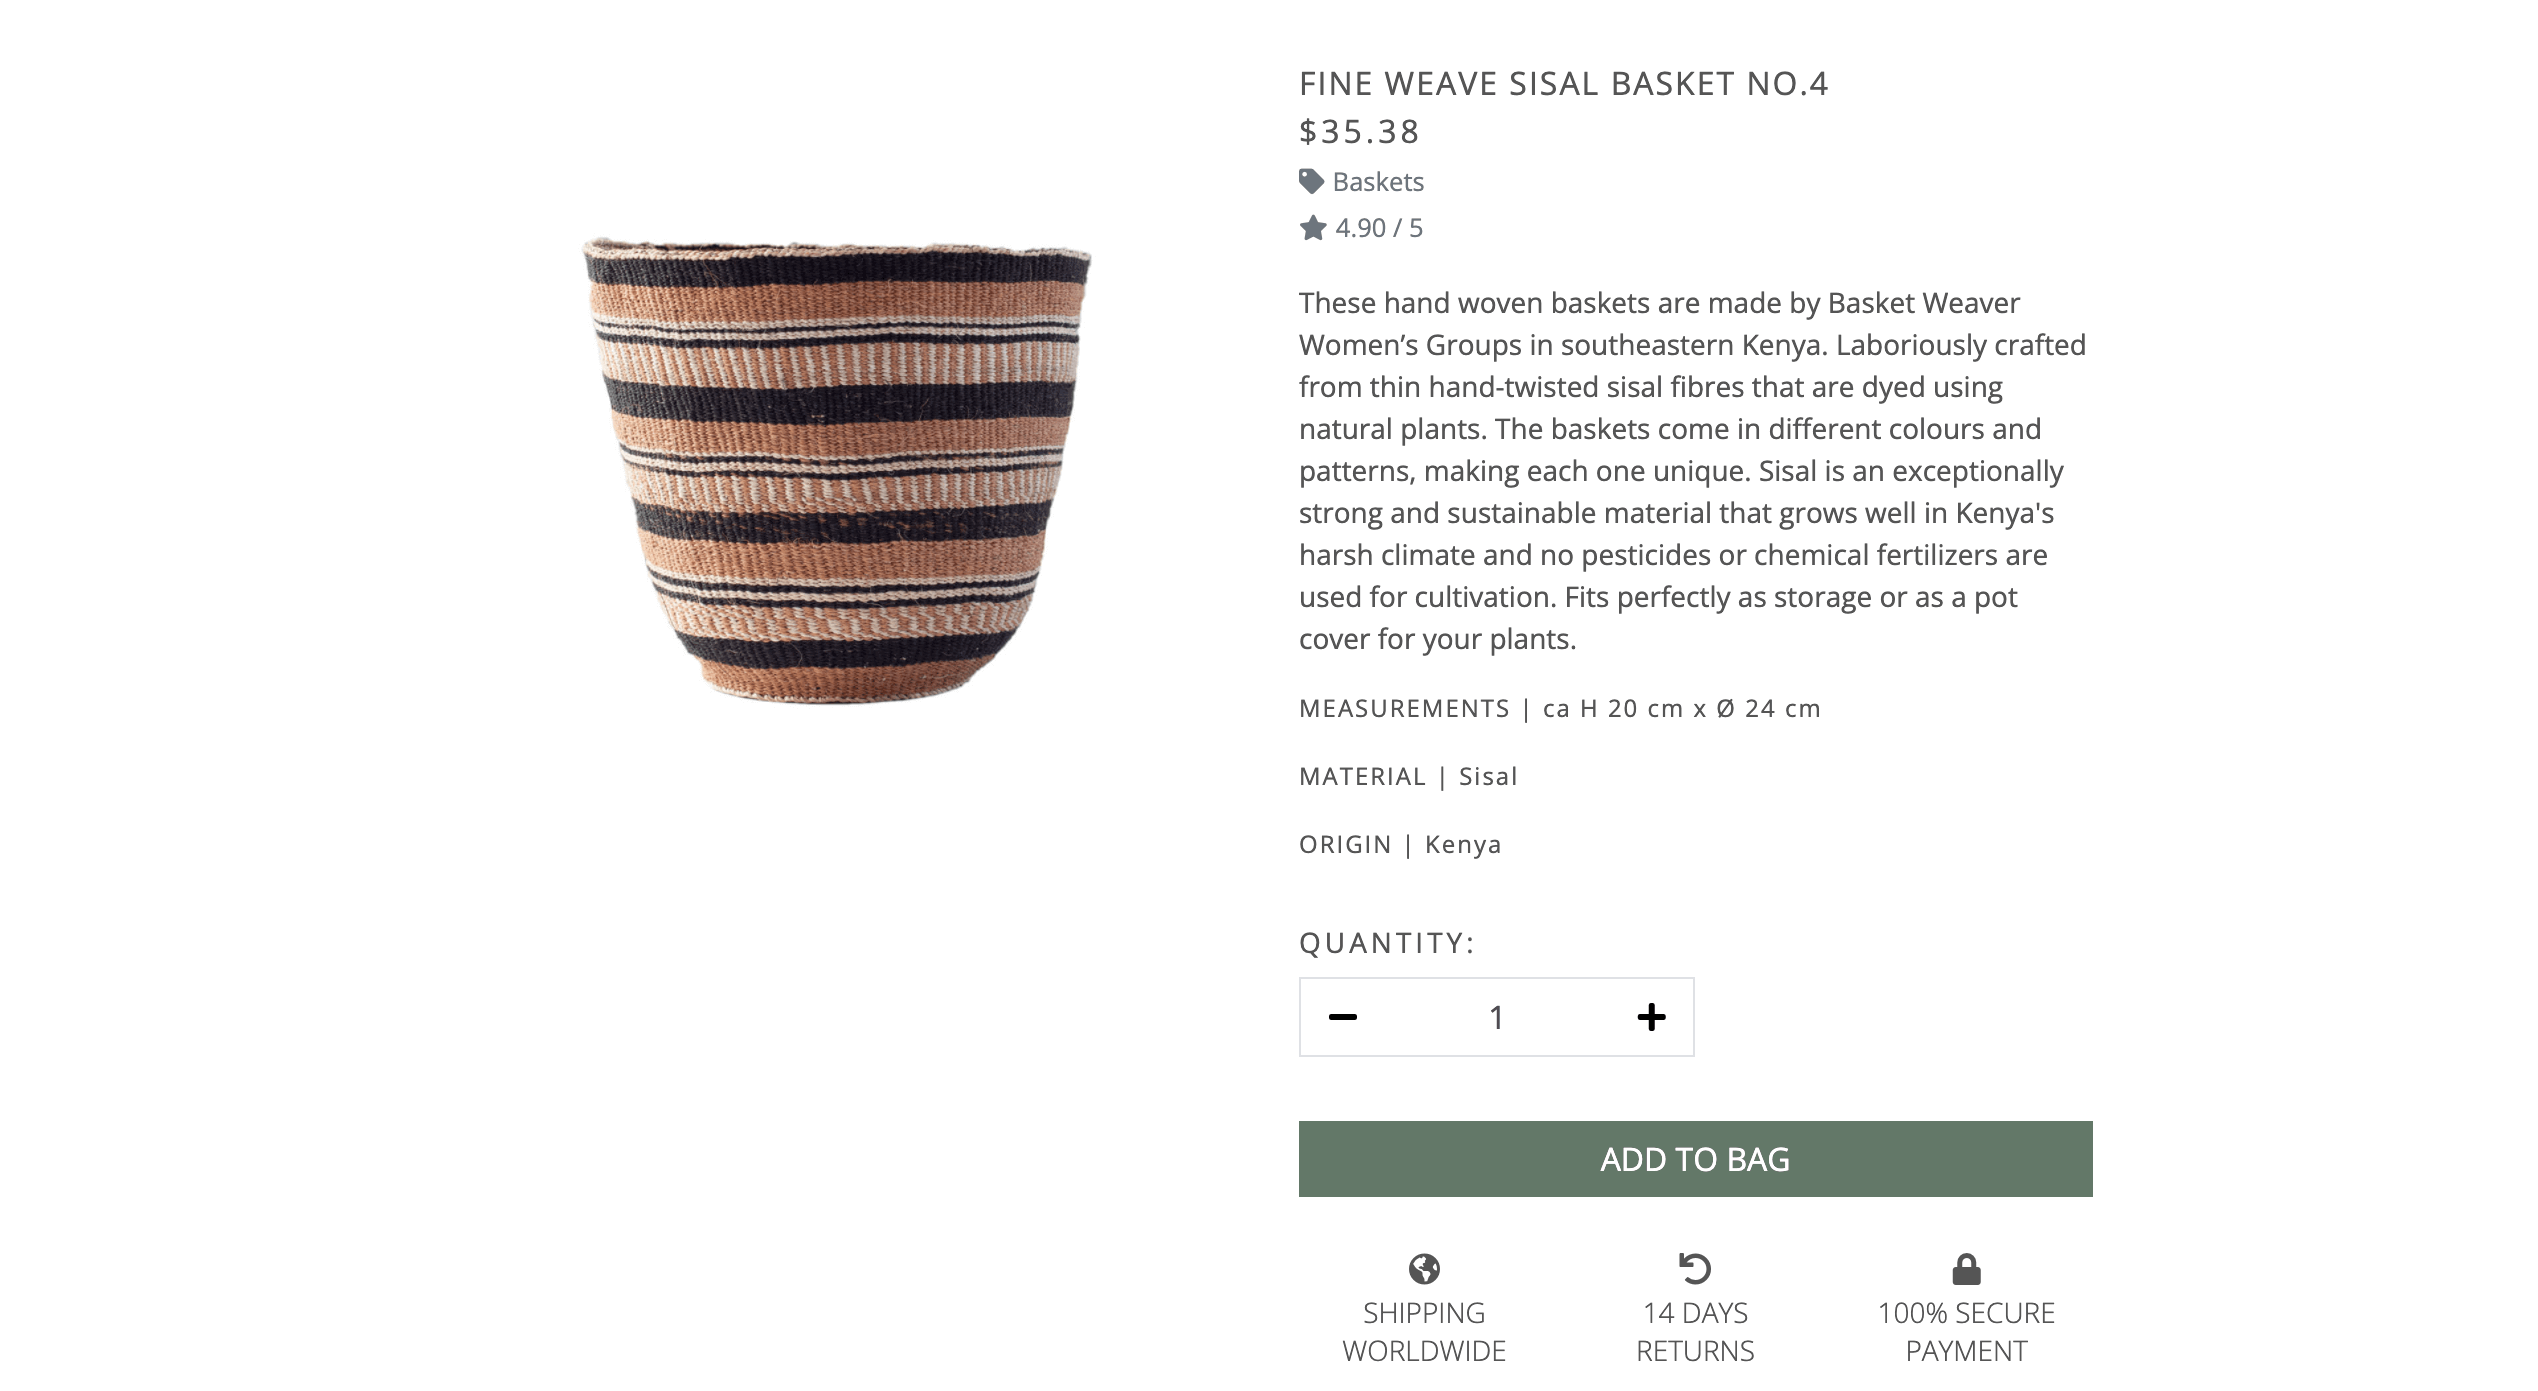 FINE WEAVE SISAL BASKET NO.4
$35.38
Baskets
4.90 / 5
These hand woven baskets are made by Basket Weaver
Women’s Groups in southeastern Kenya. Laboriously crafted
from thin hand-twisted sisal fibres that are dyed using
natural plants. The baskets come in different colours and
patterns, making each one unique. Sisal is an exceptionally
strong and sustainable material that grows well in Kenya's
harsh climate and no pesticides or chemical fertilizers are
used for cultivation. Fits perfectly as storage or as a pot
cover for your plants.
MEASUREMENTS | ca H 20 cm x Ø 24 cm
MATERIAL | Sisal
ORIGIN | Kenya
QUANTITY:
1
ADD TO BAG
SHIPPING
WORLDWIDE
14 DAYS
RETURNS
100% SECURE
PAYMENT